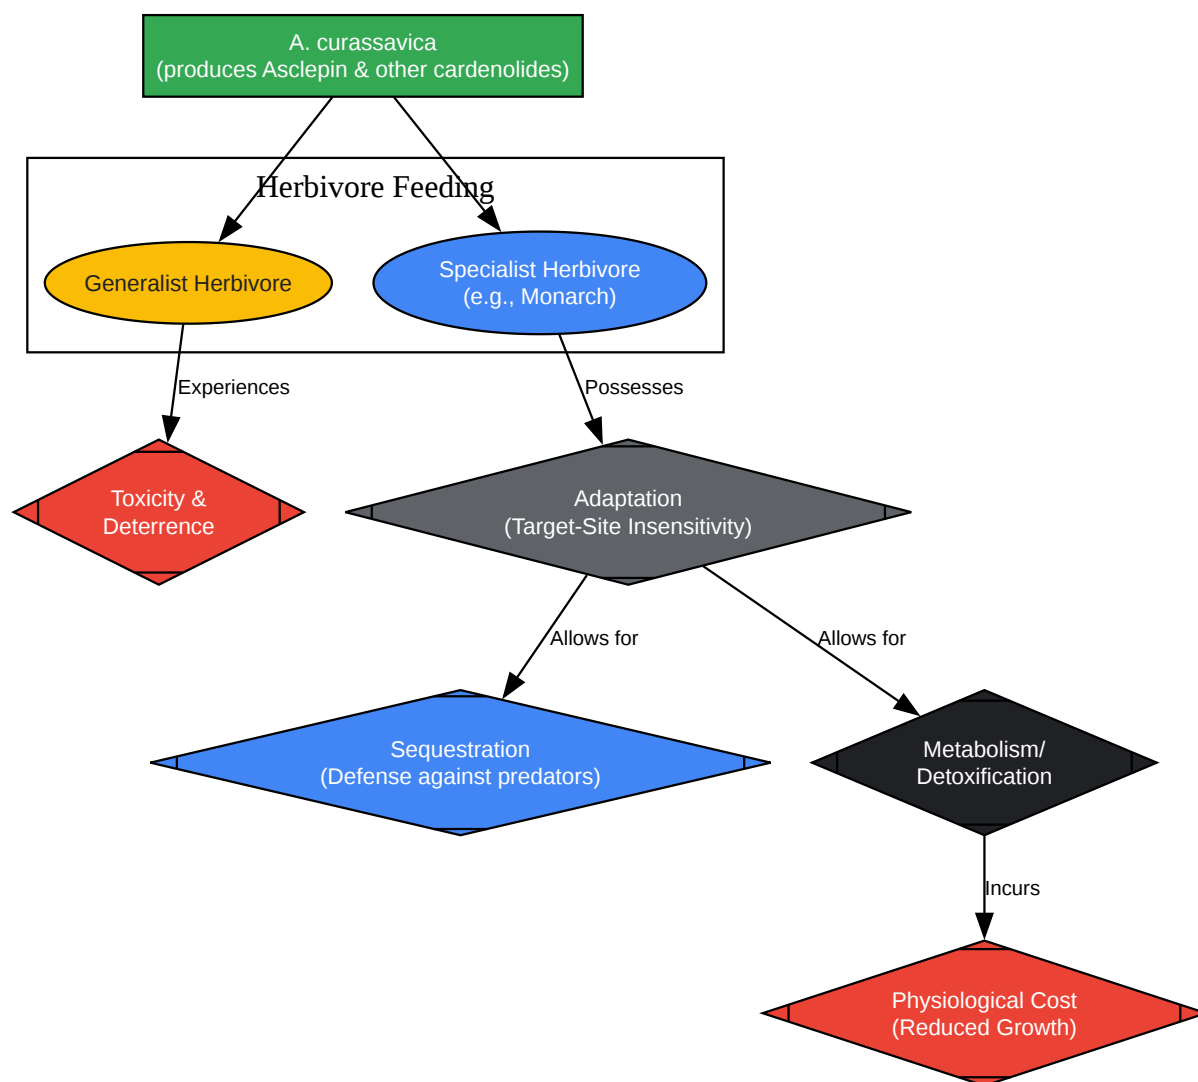 A. curassavica
(produces Asclepin & other cardenolides)
Herbivore Feeding
Generalist Herbivore
Specialist Herbivore
(e.g., Monarch)
Experiences
Possesses
Toxicity &
Deterrence
Adaptation
(Target-Site Insensitivity)
Allows for
Allows for
Sequestration
(Defense against predators)
Metabolism/
Detoxification
Incurs
Physiological Cost
(Reduced Growth)